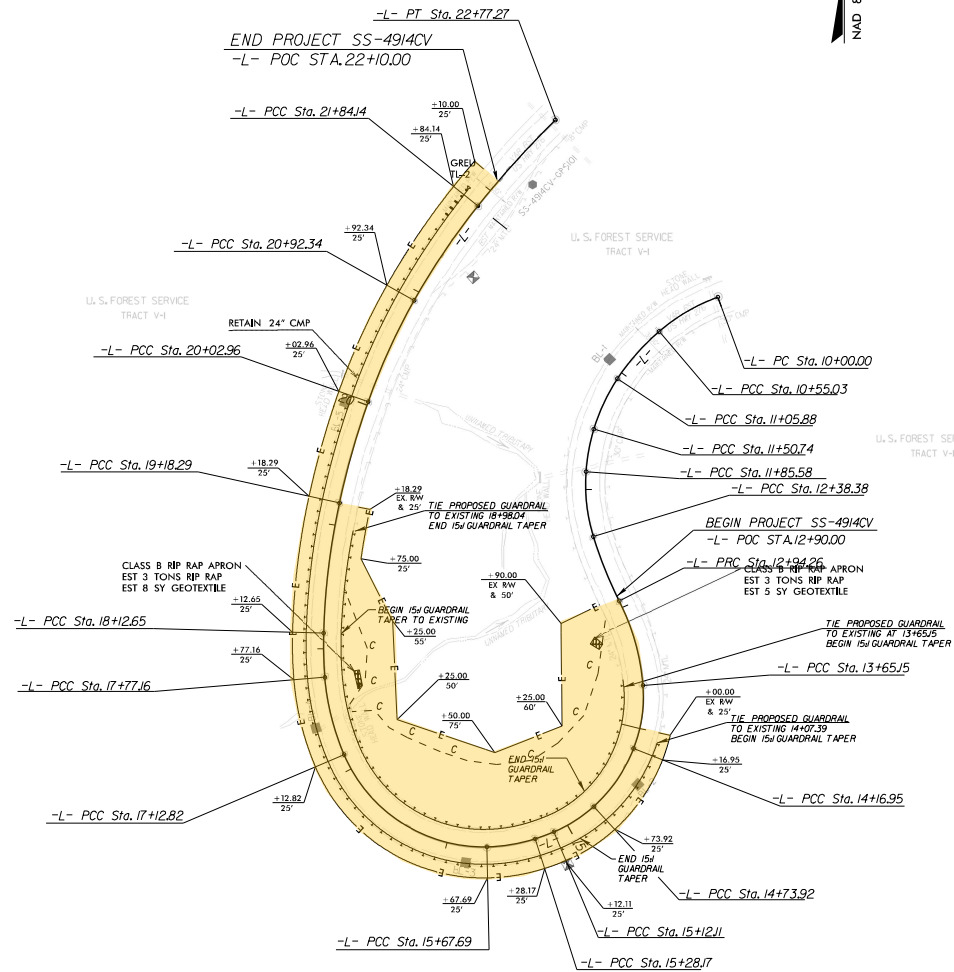 -L- PT Sta. 22+77.27
NAD 8
END PROJECT SS-4914CV
-L- POC STA.22+10.00
-L- PCC Sta. 21+84.14
+10.00
25'
+84.14
25'
GREU
TL-2
SS-4914CV-GPS101
-L-
-L- PCC Sta. 20+92.34
+92.34
25'
U.S. FOREST SERVICE
TRACT V-1
U.S. FOREST SERVICE
TRACT V-1
RETAIN 24" CMP
+02.96
25'
-L- PCC Sta. 20+02.96
BL-1
-L-
-L- PC Sta. 10+00.00
-L- PCC Sta. 10+55.03
-L- PCC Sta. 11+05.88
-L- PCC Sta. 11+50.74
U.S. FOREST SE
TRACT V-1
-L- PCC Sta. 11+85.58
-L- PCC Sta. 12+38.38
UNNAMED TRIBUTARY
-L- PCC Sta. 19+18.29
+18.29
25'
+18.29
EX. R/W
& 25'
TIE PROPOSED GUARDRAIL
TO EXISTING 18+98.04
END 15:1 GUARDRAIL TAPER
BEGIN PROJECT SS-4914CV
-L- POC STA.12+90.00
-L- PRC Sta. 12+94.26
CLASS B RIP RAP APRON
EST 3 TONS RIP RAP
EST 5 SY GEOTEXTILE
CLASS B RIP RAP APRON
EST 3 TONS RIP RAP
EST 8 SY GEOTEXTILE
+75.00
25'
+90.00
EX R/W
& 50'
+12.65
25'
BEGIN 15:1 GUARDRAIL
TAPER TO EXISTING
UNNAMED TRIBUTARY
-L- PCC Sta. 18+12.65
+25.00
55'
TIE PROPOSED GUARDRAIL
TO EXISTING AT 13+65.15
BEGIN 15:1 GUARDRAIL TAPER
+77.16
25'
-L- PCC Sta. 17+77.16
+25.00
50'
-L- PCC Sta. 13+65.15
+25.00
60'
+00.00
EX R/W
& 25'
+50.00
75'
TIE PROPOSED GUARDRAIL
TO EXISTING 14+07.39
BEGIN 15:1 GUARDRAIL TAPER
END 15:1
GUARDRAIL
TAPER
+16.95
25'
-L- PCC Sta. 17+12.82
+12.82
25'
-L- PCC Sta. 14+16.95
+73.92
25'
-L-
BL-3
END 15:1
GUARDRAIL
TAPER
+67.69
25'
+28.17
25'
+12.11
25'
-L- PCC Sta. 14+73.92
-L- PCC Sta. 15+67.69
-L- PCC Sta. 15+12.11
-L- PCC Sta. 15+28.17